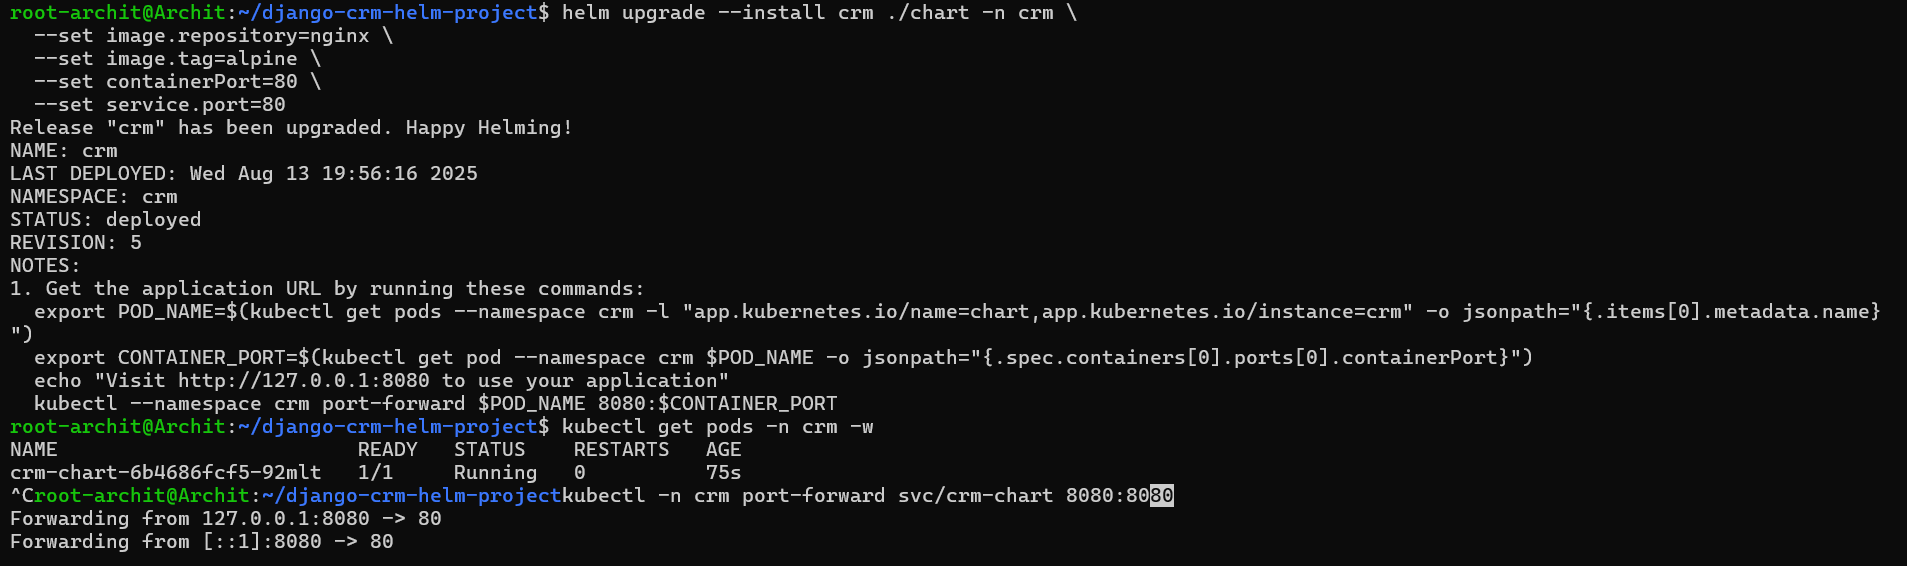 root-archit@Archit:~/django-crm-helm-project$ helm upgrade --install crm ./chart -n crm \
  --set image.repository=nginx \
  --set image.tag=alpine \
  --set containerPort=80 \
  --set service.port=80
Release "crm" has been upgraded. Happy Helming!
NAME: crm
LAST DEPLOYED: Wed Aug 13 19:56:16 2025
NAMESPACE: crm
STATUS: deployed
REVISION: 5
NOTES:
1. Get the application URL by running these commands:
  export POD_NAME=$(kubectl get pods --namespace crm -l "app.kubernetes.io/name=chart,app.kubernetes.io/instance=crm" -o jsonpath="{.items[0].metadata.name}
")
  export CONTAINER_PORT=$(kubectl get pod --namespace crm $POD_NAME -o jsonpath="{.spec.containers[0].ports[0].containerPort}")
  echo "Visit http://127.0.0.1:8080 to use your application"
  kubectl --namespace crm port-forward $POD_NAME 8080:$CONTAINER_PORT
root-archit@Archit:~/django-crm-helm-project$ kubectl get pods -n crm -w
NAME                         READY   STATUS    RESTARTS   AGE
crm-chart-6b4686fcf5-92mlt   1/1     Running   0          75s
^Croot-archit@Archit:~/django-crm-helm-projectkubectl -n crm port-forward svc/crm-chart 8080:8080
Forwarding from 127.0.0.1:8080 -> 80
Forwarding from [::1]:8080 -> 80